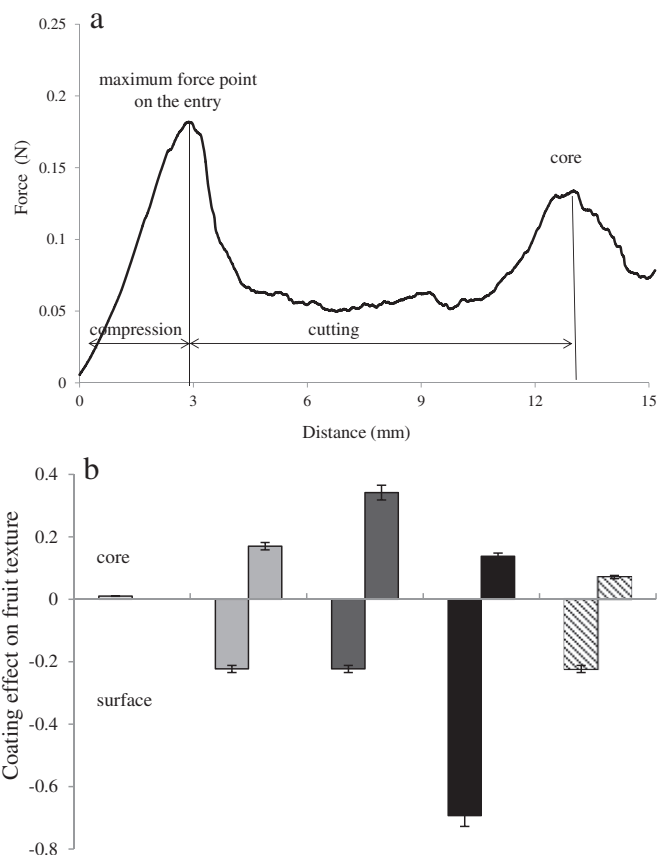 a
0.25
0.2
0.15
0.1
0.05
0
Force (N)
maximum force point
on the entry
core
compression
cutting
0
3
6
9
12
15
Distance (mm)
b
0.4
0.2
0
-0.2
-0.4
-0.6
-0.8
Coating effect on fruit texture
core
surface